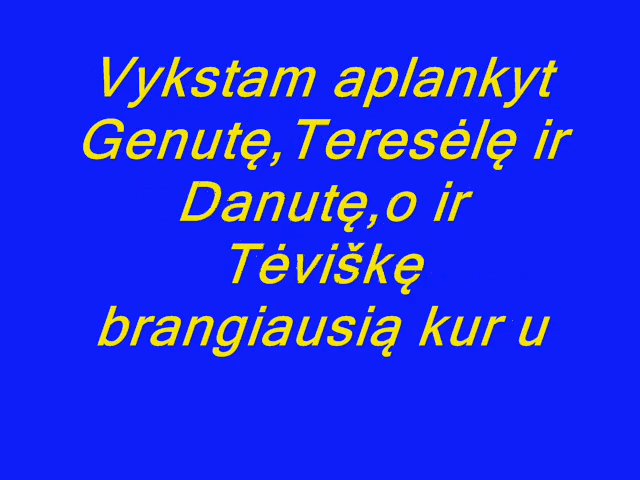 Vykstam aplankyt
Genutę,Teresėlę ir
Danutę,o ir
Tėviškę
brangiausią kur u